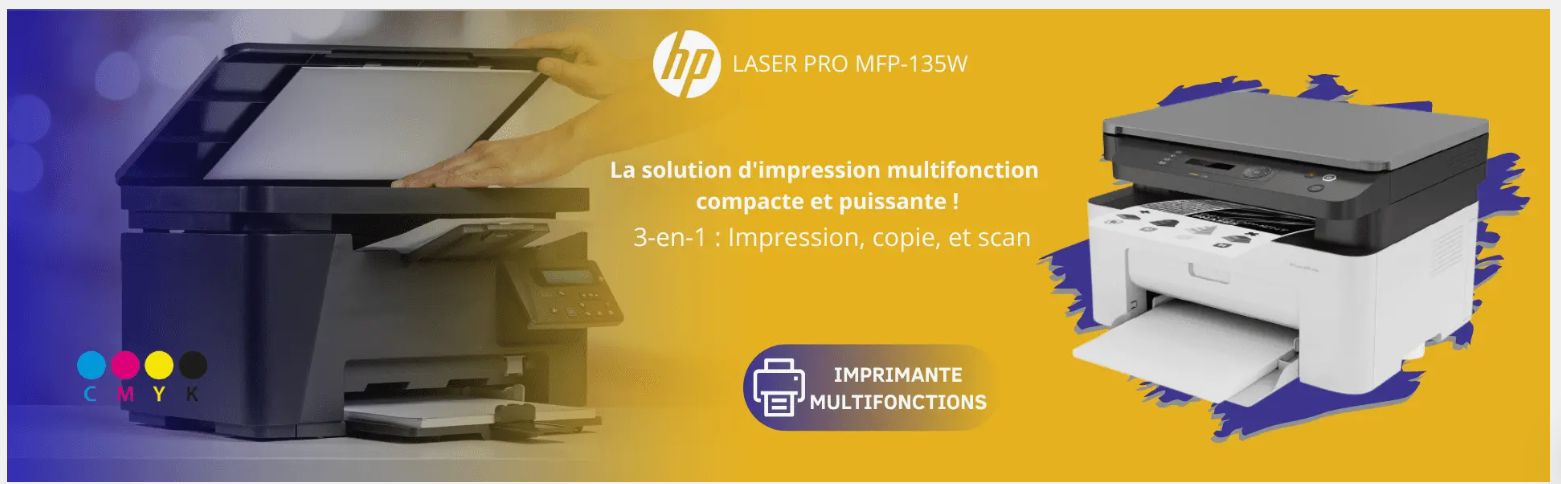 hp
LASER PRO MFP-135W
La solution d'impression multifonction
compacte et puissante !
3-en-1 : Impression, copie, et scan
C M Y K
IMPRIMANTE
MULTIFONCTIONS